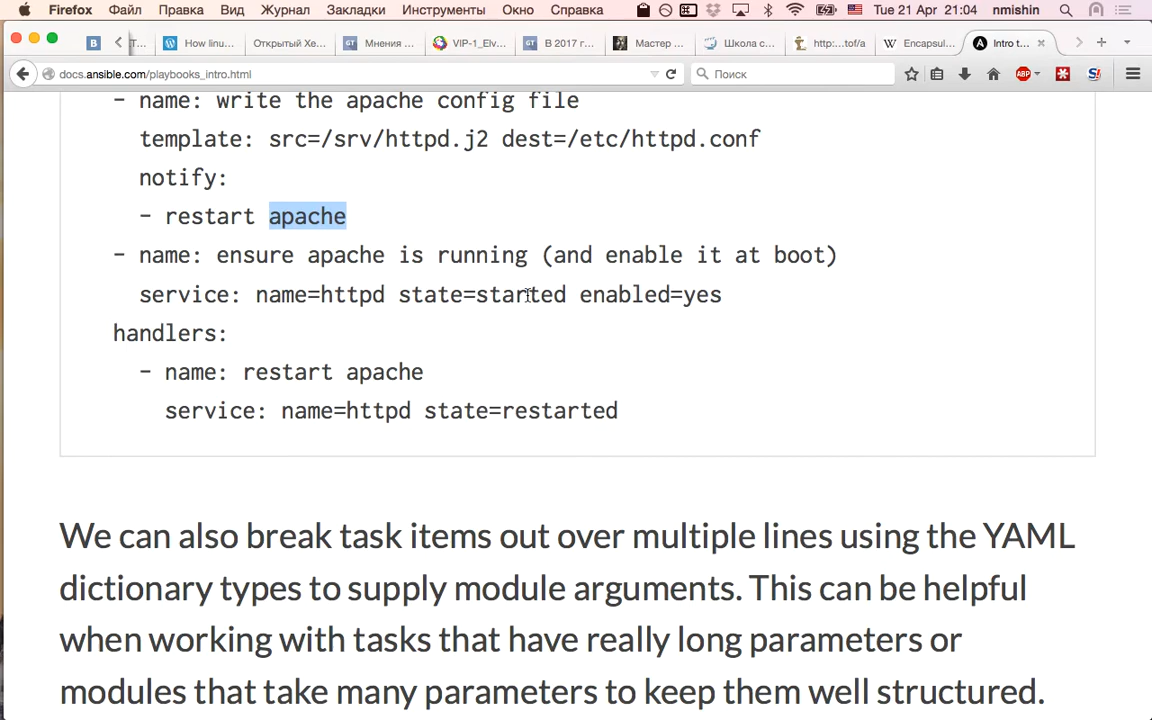 Firefox Файл Правка Вид Журнал Закладки Инструменты Окно Справка Tue 21 Apr 21:04 nmishin
B T... How linu... Открытый Хе... GT Мнения ... VIP-1_Elv... GT В 2017 г... Мастер ... Школа с... http:...tof/a W Encapsul... A Intro t...
docs.ansible.com/playbooks_intro.html Поиск ABP S!
- name: write the apache config file
template: src=/srv/httpd.j2 dest=/etc/httpd.conf
notify:
- restart apache
- name: ensure apache is running (and enable it at boot)
service: name=httpd state=started enabled=yes
handlers:
- name: restart apache
service: name=httpd state=restarted
We can also break task items out over multiple lines using the YAML
dictionary types to supply module arguments. This can be helpful
when working with tasks that have really long parameters or
modules that take many parameters to keep them well structured.